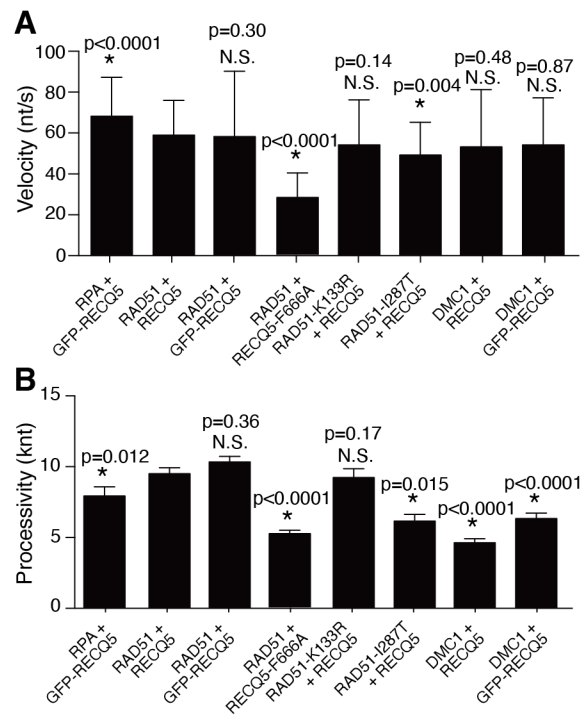 A
p<0.0001
*
p=0.30
N.S.
p<0.0001
*
p=0.14
N.S.
p=0.004
*
p=0.48
N.S.
p=0.87
N.S.
Velocity (nt/s)
100
80
60
40
20
0
RPA +
GFP-RECQ5
RAD51 +
RECQ5
RAD51 +
GFP-RECQ5
RAD51 +
RECQ5-F666A
RAD51-K133R
+ RECQ5
RAD51-I287T
+ RECQ5
DMC1 +
RECQ5
DMC1 +
GFP-RECQ5
B
p=0.012
*
p=0.36
N.S.
p<0.0001
*
p=0.17
N.S.
p=0.015
*
p<0.0001
*
p<0.0001
*
Processivity (knt)
15
10
5
0
RPA +
GFP-RECQ5
RAD51 +
RECQ5
RAD51 +
GFP-RECQ5
RAD51 +
RECQ5-F666A
RAD51-K133R
+ RECQ5
RAD51-I287T
+ RECQ5
DMC1 +
RECQ5
DMC1 +
GFP-RECQ5